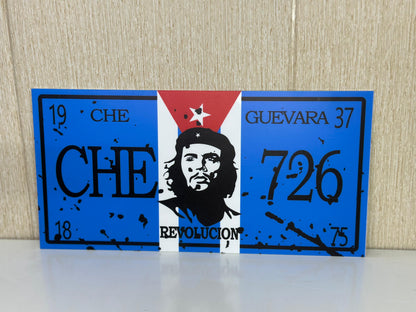 19 CHE GUEVARA 37
CHE 726
18 REVOLUCION 75